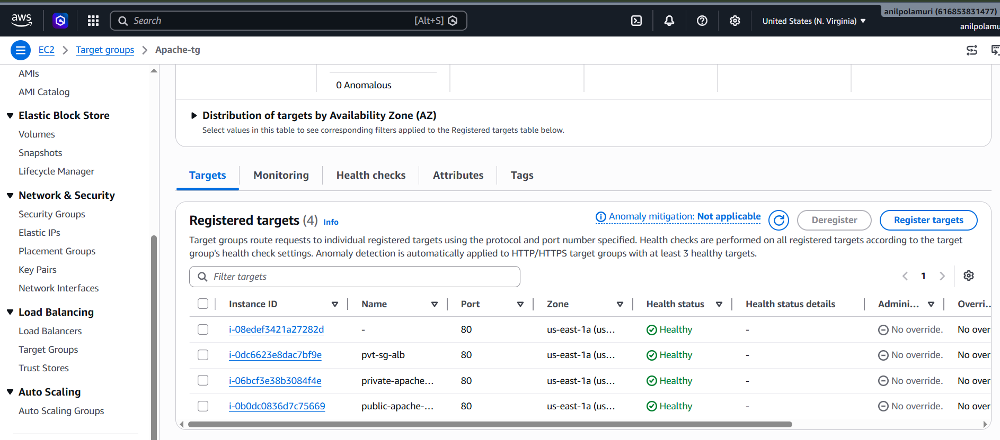 aws
Search
[Alt+S]
United States (N. Virginia)
anilpolamuri (616853831477)
anilpolamu
EC2
Target groups
Apache-tg
AMIs
AMI Catalog
Elastic Block Store
Volumes
Snapshots
Lifecycle Manager
Network & Security
Security Groups
Elastic IPs
Placement Groups
Key Pairs
Network Interfaces
Load Balancing
Load Balancers
Target Groups
Trust Stores
Auto Scaling
Auto Scaling Groups
0 Anomalous
Distribution of targets by Availability Zone (AZ)
Select values in this table to see corresponding filters applied to the Registered targets table below.
Targets Monitoring Health checks Attributes Tags
Registered targets (4) Info
Anomaly mitigation: Not applicable
Deregister
Register targets
Target groups route requests to individual registered targets using the protocol and port number specified. Health checks are performed on all registered targets according to the target
group's health check settings. Anomaly detection is automatically applied to HTTP/HTTPS target groups with at least 3 healthy targets.
Filter targets
1
Instance ID Name Port Zone Health status Health status details Admini... Overri...
i-08edef3421a27282d - 80 us-east-1a (us... Healthy - No override. No over
i-0dc6623e8dac7bf9e pvt-sg-alb 80 us-east-1a (us... Healthy - No override. No over
i-06bcf3e38b3084f4e private-apache... 80 us-east-1a (us... Healthy - No override. No over
i-0b0dc0836d7c75669 public-apache-... 80 us-east-1a (us... Healthy - No override. No over